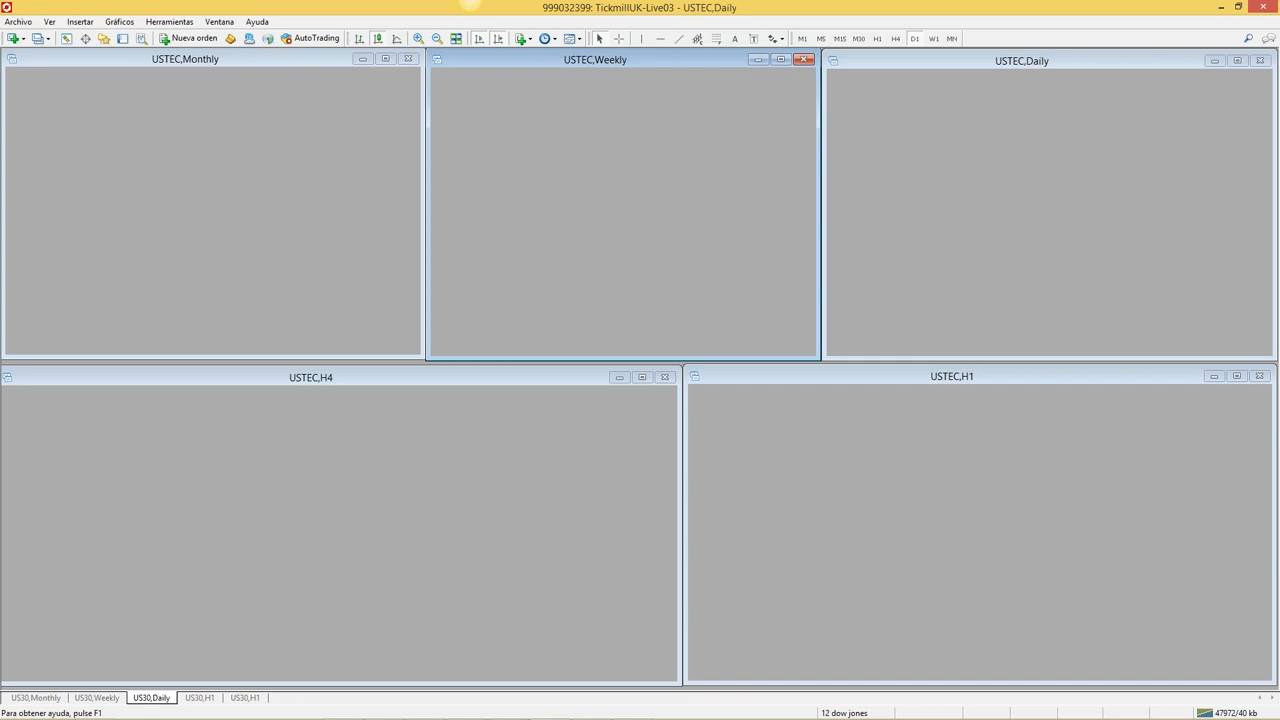 999032399: TickmillUK-Live03 - USTEC,Daily
Archivo Ver Insertar Gráficos Herramientas Ventana Ayuda
Nueva orden AutoTrading A T M1 M5 M15 M30 H1 H4 D1 W1 MN
USTEC,Monthly
USTEC,Weekly
USTEC,Daily
USTEC,H4
USTEC,H1
US30,Monthly US30,Weekly US30,Daily US30,H1 US30,H1
Para obtener ayuda, pulse F1 12 dow jones 47972/40 kb